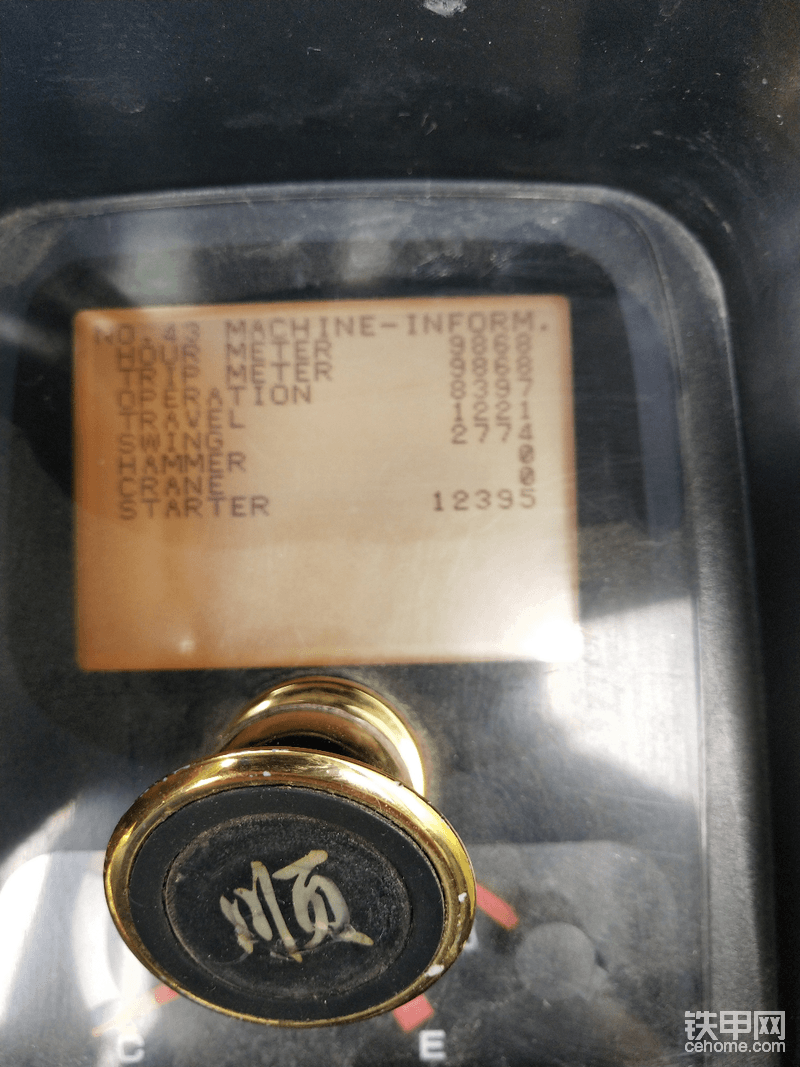 NO.43 MACHINE-INFORM.
HOUR METER 9868
TRIP METER 9868
OPERATION 8397
TRAVEL 1221
SWING 2774
HAMMER 0
CRANE 0
STARTER 12395
C E
铁甲网
cehome.com